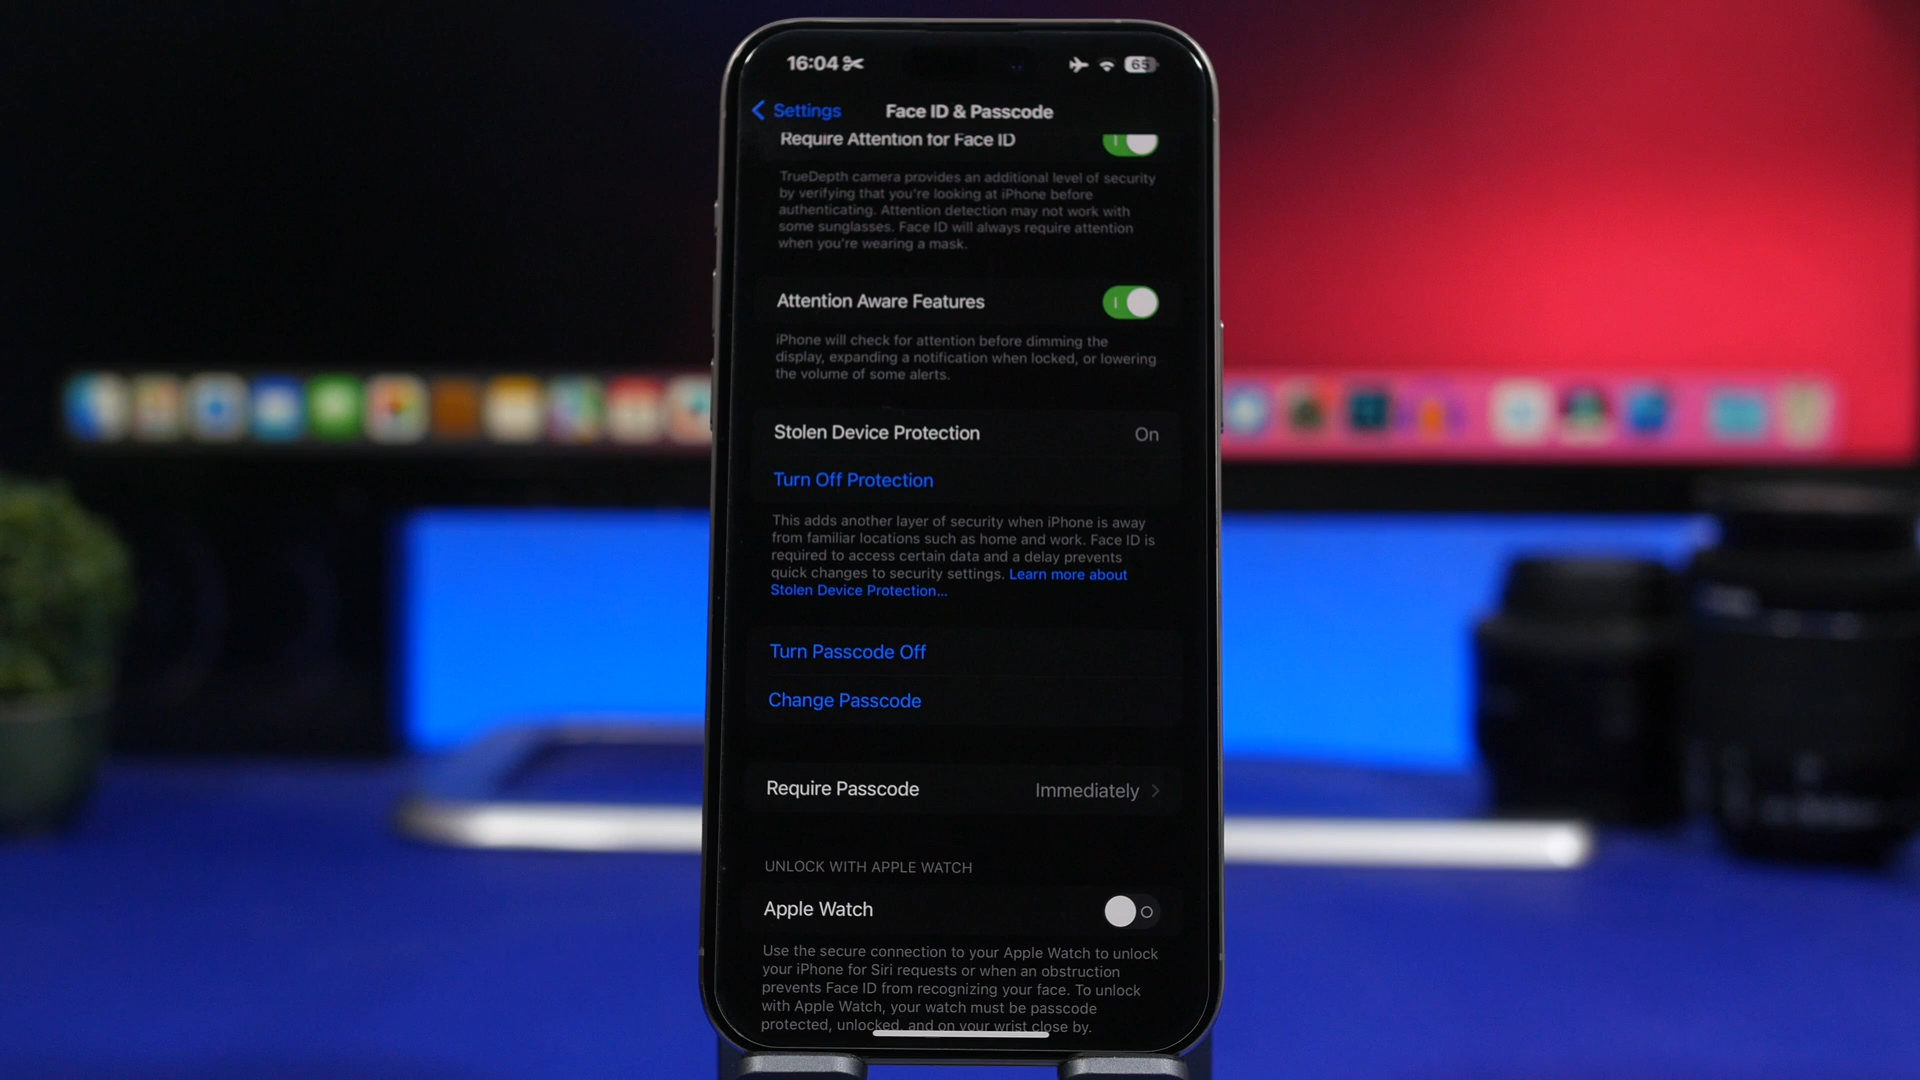 16:04
65
Settings
Face ID & Passcode
Require Attention for Face ID
TrueDepth camera provides an additional level of security
by verifying that you're looking at iPhone before
authenticating. Attention detection may not work with
some sunglasses. Face ID will always require attention
when you're wearing a mask.
Attention Aware Features
iPhone will check for attention before dimming the
display, expanding a notification when locked, or lowering
the volume of some alerts.
Stolen Device Protection
On
Turn Off Protection
This adds another layer of security when iPhone is away
from familiar locations such as home and work. Face ID is
required to access certain data and a delay prevents
quick changes to security settings. Learn more about
Stolen Device Protection...
Turn Passcode Off
Change Passcode
Require Passcode
Immediately
UNLOCK WITH APPLE WATCH
Apple Watch
Use the secure connection to your Apple Watch to unlock
your iPhone for Siri requests or when an obstruction
prevents Face ID from recognizing your face. To unlock
with Apple Watch, your watch must be passcode
protected, unlocked, and on your wrist close by.